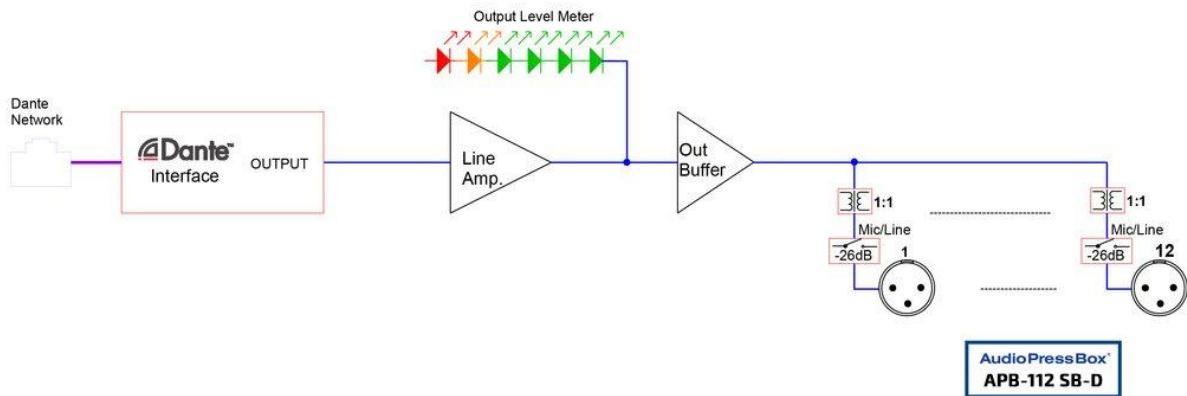 Output Level Meter
Dante
Network
Dante™
Interface
OUTPUT
Line
Amp.
Out
Buffer
1:1
1:1
Mic/Line
-26dB
Mic/Line
-26dB
1
12
AudioPressBox®
APB-112 SB-D